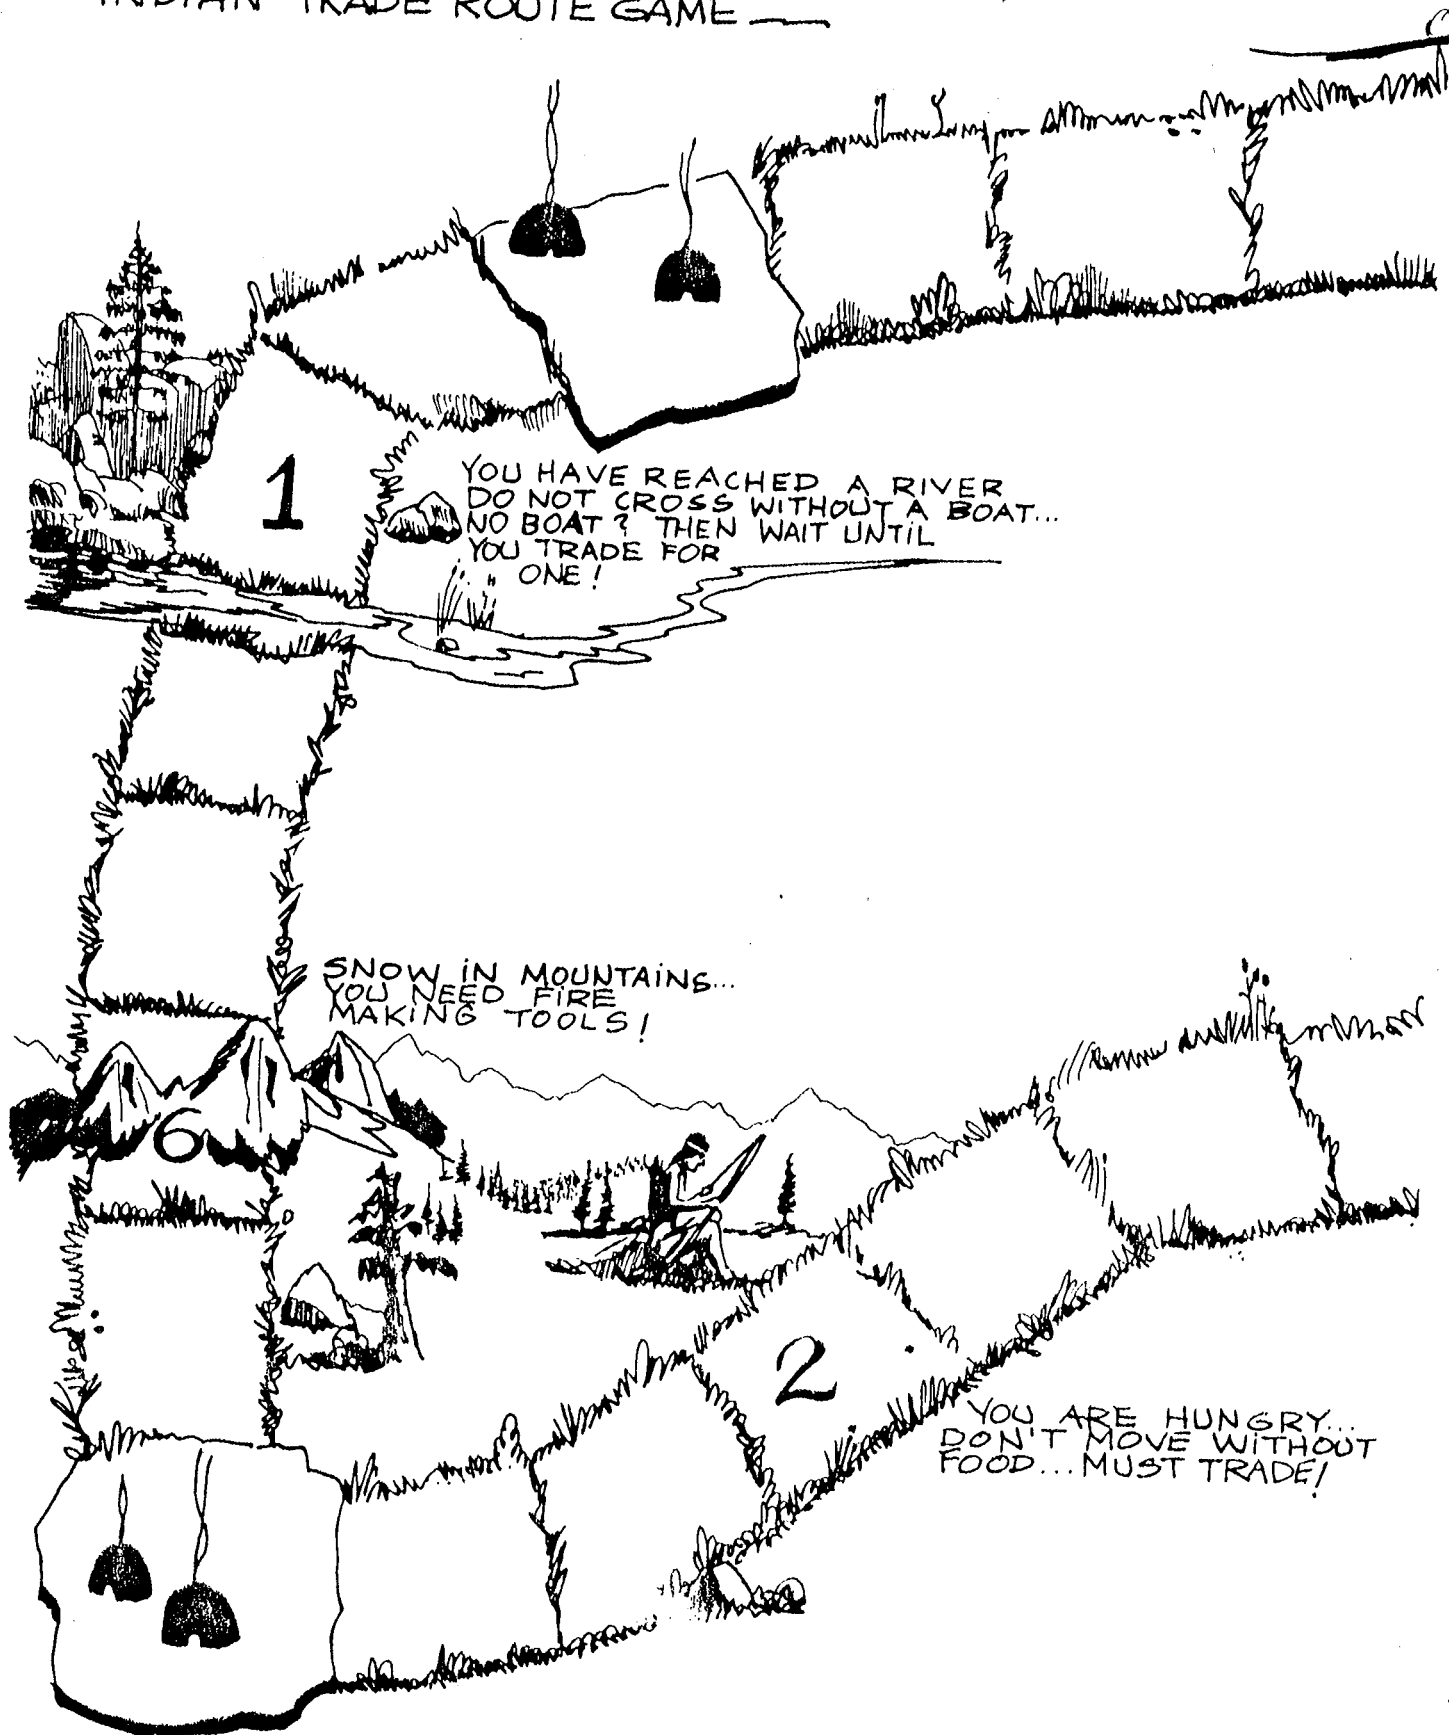 INDIAN TRADE ROUTE GAME
1
YOU HAVE REACHED A RIVER
DO NOT CROSS WITHOUT A BOAT...
NO BOAT? THEN WAIT UNTIL
YOU TRADE FOR
ONE!
SNOW IN MOUNTAINS...
YOU NEED FIRE
MAKING TOOLS!
6
2
YOU ARE HUNGRY...
DON'T MOVE WITHOUT
FOOD...MUST TRADE!